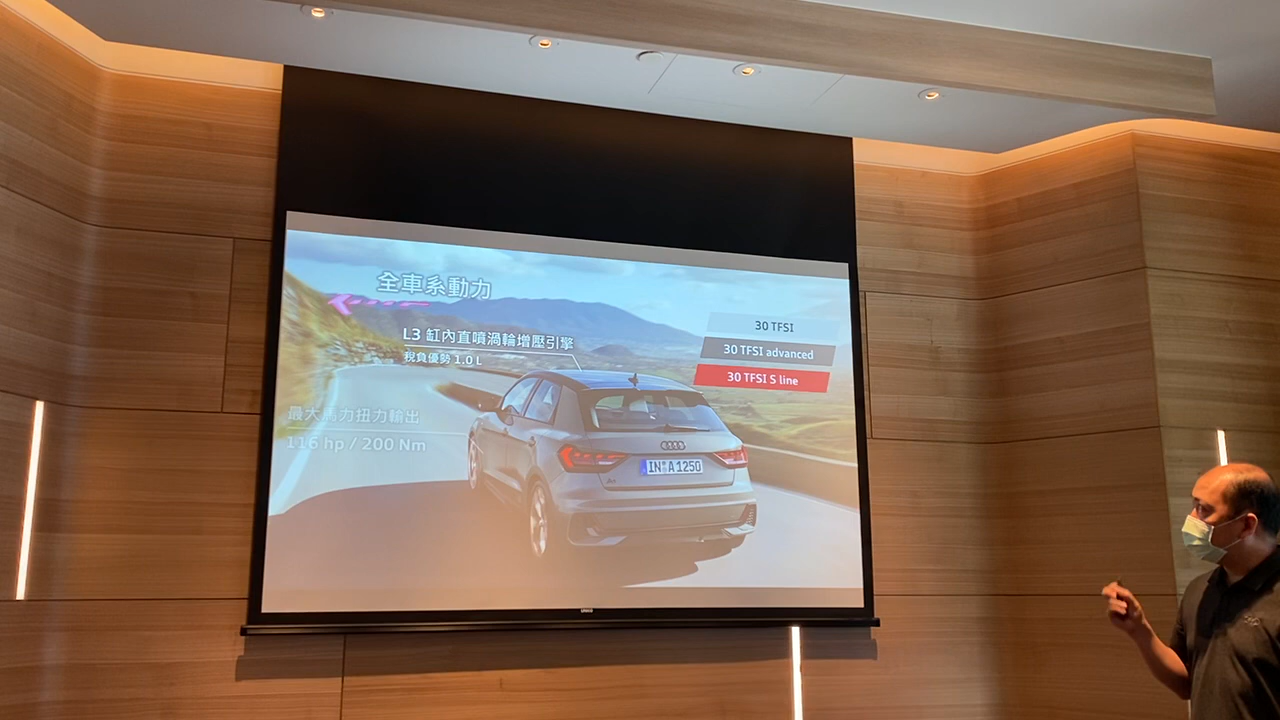 全車系動力
L3 缸內直噴渦輪增壓引擎
稅負優勢 1.0 L
最大馬力扭力輸出
116 hp / 200 Nm
30 TFSI
30 TFSI advanced
30 TFSI S line
IN A 1250